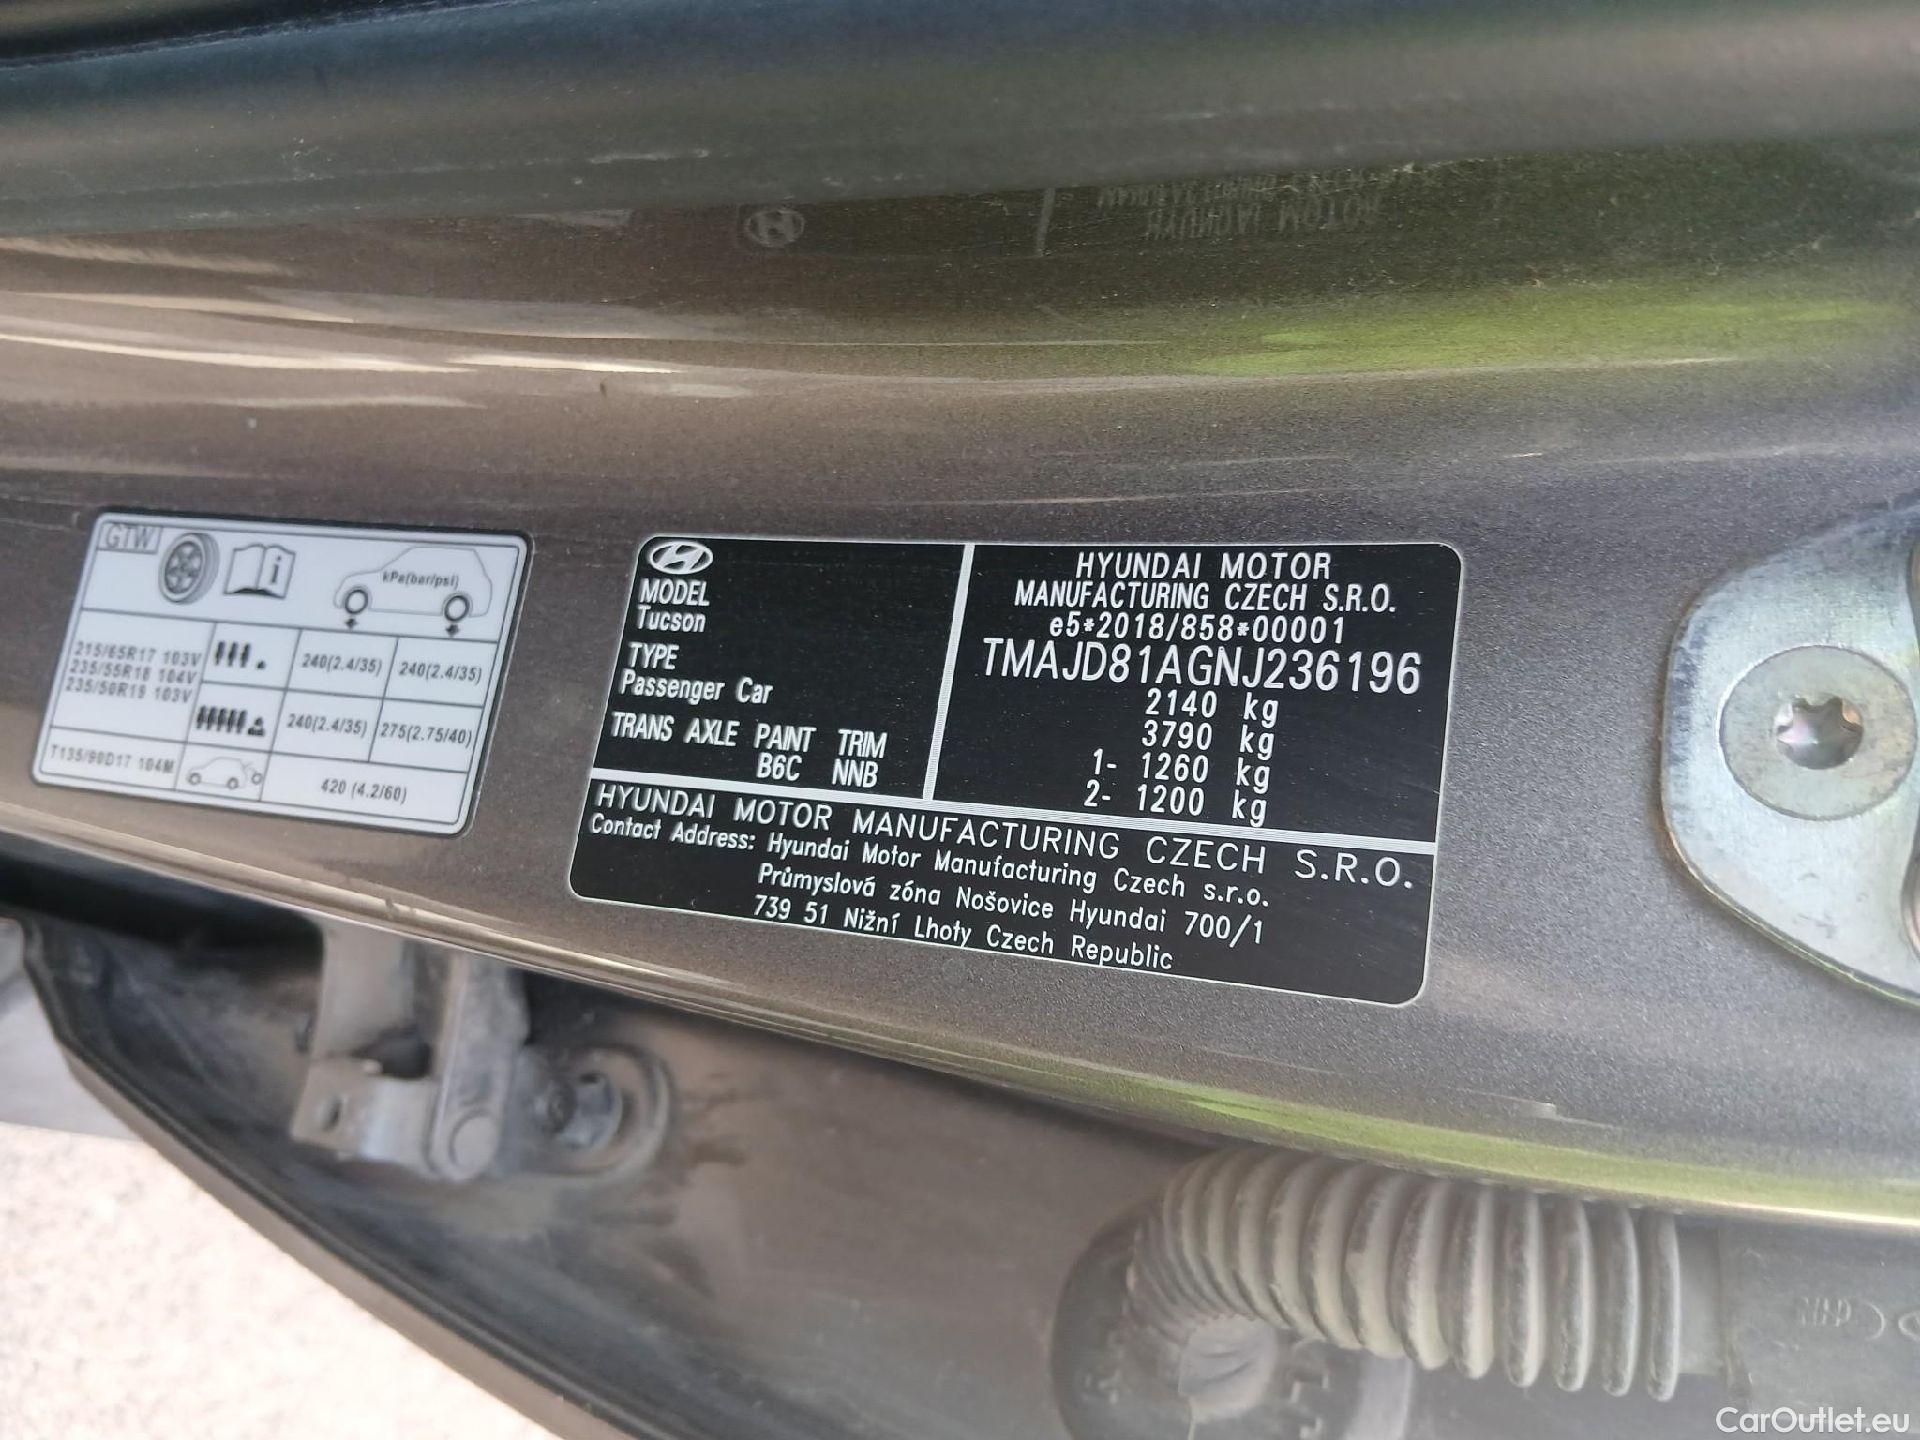 GTW
i
kPa(bar/psi)
215/65R17 103V
235/55R18 104V
235/50R19 103V
240(2.4/35)
240(2.4/35)
240(2.4/35)
275(2.75/40)
T135/90D17 104M
420 (4.2/60)
MODEL
Tucson
TYPE
Passenger Car
TRANS AXLE PAINT TRIM
B6C NNB
HYUNDAI MOTOR
MANUFACTURING CZECH S.R.O.
e5*2018/858*00001
TMAJD81AGNJ236196
2140 kg
3790 kg
1- 1260 kg
2- 1200 kg
HYUNDAI MOTOR MANUFACTURING CZECH S.R.O.
Contact Address: Hyundai Motor Manufacturing Czech s.r.o.
Průmyslová zóna Nošovice Hyundai 700/1
739 51 Nižní Lhoty Czech Republic
CarOutlet.eu